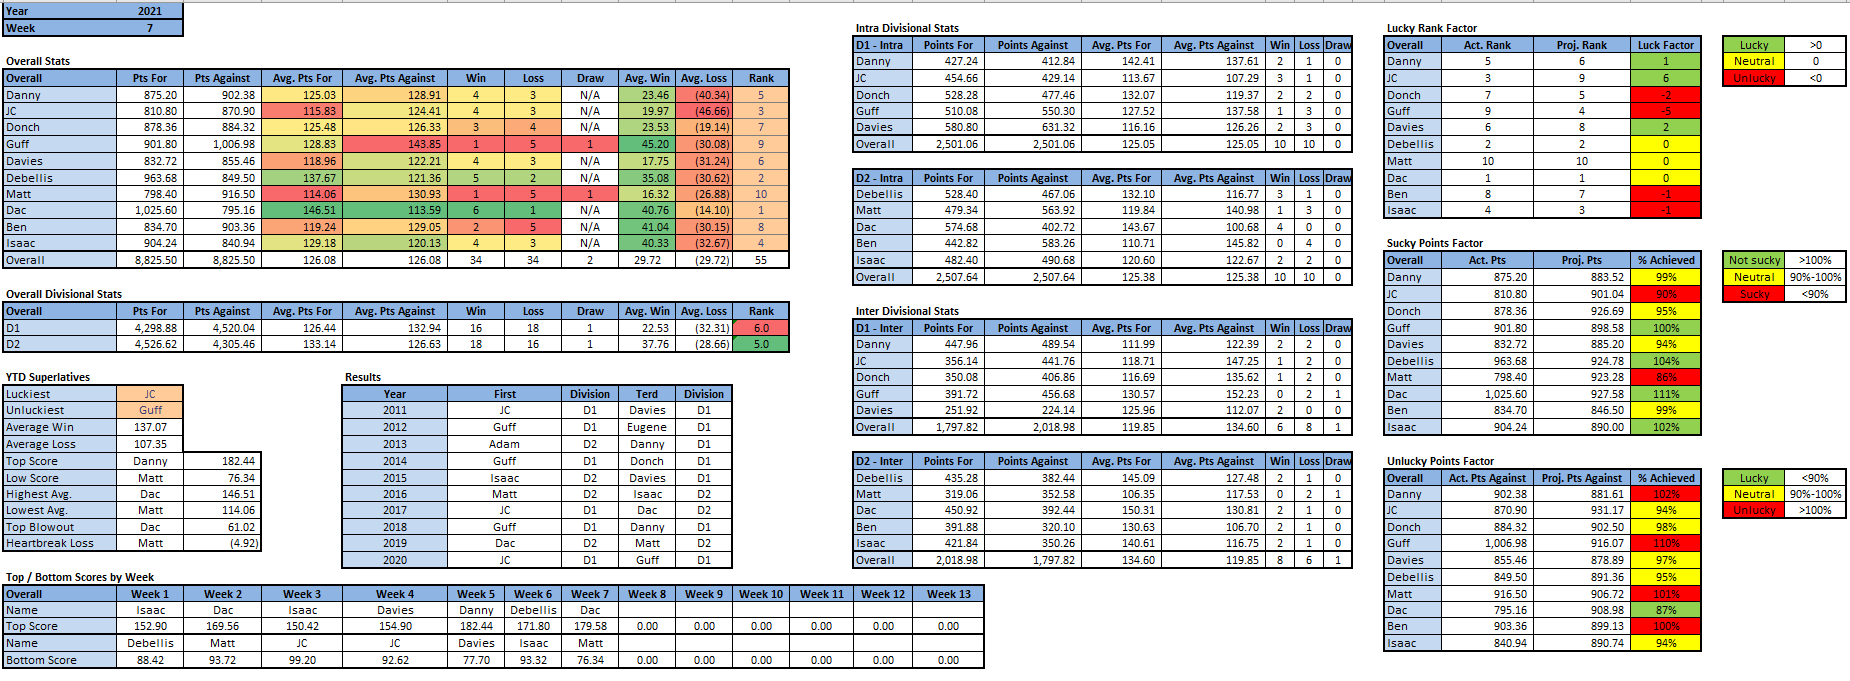 Year 2021
Week 7
Overall Stats
Overall Pts For Pts Against Avg. Pts For Avg. Pts Against Win Loss Draw Avg. Win Avg. Loss Rank
Danny 875.20 902.38 125.03 128.91 4 3 N/A 23.46 (40.34) 5
JC 810.80 870.90 115.83 124.41 4 3 N/A 19.97 (46.66) 3
Donch 878.36 884.32 125.48 126.33 3 4 N/A 23.53 (19.14) 7
Guff 901.80 1,006.98 128.83 143.85 1 5 1 45.20 (30.08) 9
Davies 832.72 855.46 118.96 122.21 4 3 N/A 17.75 (31.24) 6
Debellis 963.68 849.50 137.67 121.36 5 2 N/A 35.08 (30.62) 2
Matt 798.40 916.50 114.06 130.93 1 5 1 16.32 (26.88) 10
Dac 1,025.60 795.16 146.51 113.59 6 1 N/A 40.76 (14.10) 1
Ben 834.70 903.36 119.24 129.05 2 5 N/A 41.04 (30.15) 8
Isaac 904.24 840.94 129.18 120.13 4 3 N/A 40.33 (32.67) 4
Overall 8,825.50 8,825.50 126.08 126.08 34 34 2 29.72 (29.72) 55
Overall Divisional Stats
Overall Pts For Pts Against Avg. Pts For Avg. Pts Against Win Loss Draw Avg. Win Avg. Loss Rank
D1 4,298.88 4,520.04 126.44 132.94 16 18 1 22.53 (32.31) 6.0
D2 4,526.62 4,305.46 133.14 126.63 18 16 1 37.76 (28.66) 5.0
YTD Superlatives
Luckiest JC
Unluckiest Guff
Average Win 137.07
Average Loss 107.35
Top Score Danny 182.44
Low Score Matt 76.34
Highest Avg. Dac 146.51
Lowest Avg. Matt 114.06
Top Blowout Dac 61.02
Heartbreak Loss Matt (4.92)
Results
Year First Division Terd Division
2011 JC D1 Davies D1
2012 Guff D1 Eugene D1
2013 Adam D2 Danny D1
2014 Guff D1 Donch D1
2015 Isaac D2 Davies D1
2016 Matt D2 Isaac D2
2017 JC D1 Dac D2
2018 Guff D1 Danny D1
2019 Dac D2 Matt D2
2020 JC D1 Guff D1
Top / Bottom Scores by Week
Overall Week 1 Week 2 Week 3 Week 4 Week 5 Week 6 Week 7 Week 8 Week 9 Week 10 Week 11 Week 12 Week 13
Name Isaac Dac Isaac Davies Danny Debellis Dac
Top Score 152.90 169.56 150.42 154.90 182.44 171.80 179.58 0.00 0.00 0.00 0.00 0.00 0.00
Name Debellis Matt JC JC Davies Isaac Matt
Bottom Score 88.42 93.72 99.20 92.62 77.70 93.32 76.34 0.00 0.00 0.00 0.00 0.00 0.00
Intra Divisional Stats
D1 - Intra Points For Points Against Avg. Pts For Avg. Pts Against Win Loss Draw
Danny 427.24 412.84 142.41 137.61 2 1 0
JC 454.66 429.14 113.67 107.29 3 1 0
Donch 528.28 477.46 132.07 119.37 2 2 0
Guff 510.08 550.30 127.52 137.58 1 3 0
Davies 580.80 631.32 116.16 126.26 2 3 0
Overall 2,501.06 2,501.06 125.05 125.05 10 10 0
D2 - Intra Points For Points Against Avg. Pts For Avg. Pts Against Win Loss Draw
Debellis 528.40 467.06 132.10 116.77 3 1 0
Matt 479.34 563.92 119.84 140.98 1 3 0
Dac 574.68 402.72 143.67 100.68 4 0 0
Ben 442.82 583.26 110.71 145.82 0 4 0
Isaac 482.40 490.68 120.60 122.67 2 2 0
Overall 2,507.64 2,507.64 125.38 125.38 10 10 0
Inter Divisional Stats
D1 - Inter Points For Points Against Avg. Pts For Avg. Pts Against Win Loss Draw
Danny 447.96 489.54 111.99 122.39 2 2 0
JC 356.14 441.76 118.71 147.25 1 2 0
Donch 350.08 406.86 116.69 135.62 1 2 0
Guff 391.72 456.68 130.57 152.23 0 2 1
Davies 251.92 224.14 125.96 112.07 2 0 0
Overall 1,797.82 2,018.98 119.85 134.60 6 8 1
D2 - Inter Points For Points Against Avg. Pts For Avg. Pts Against Win Loss Draw
Debellis 435.28 382.44 145.09 127.48 2 1 0
Matt 319.06 352.58 106.35 117.53 0 2 1
Dac 450.92 392.44 150.31 130.81 2 1 0
Ben 391.88 320.10 130.63 106.70 2 1 0
Isaac 421.84 350.26 140.61 116.75 2 1 0
Overall 2,018.98 1,797.82 134.60 119.85 8 6 1
Lucky Rank Factor
Overall Act. Rank Proj. Rank Luck Factor
Danny 5 6 1
JC 3 9 6
Donch 7 5 -2
Guff 9 4 -5
Davies 6 8 2
Debellis 2 2 0
Matt 10 10 0
Dac 1 1 0
Ben 8 7 -1
Isaac 4 3 -1
Lucky >0
Neutral 0
Unlucky <0
Sucky Points Factor
Overall Act. Pts Proj. Pts % Achieved
Danny 875.20 883.52 99%
JC 810.80 901.04 90%
Donch 878.36 926.69 95%
Guff 901.80 898.58 100%
Davies 832.72 885.20 94%
Debellis 963.68 924.78 104%
Matt 798.40 923.28 86%
Dac 1,025.60 927.58 111%
Ben 834.70 846.50 99%
Isaac 904.24 890.00 102%
Not sucky >100%
Neutral 90%-100%
Sucky <90%
Unlucky Points Factor
Overall Act. Pts Against Proj. Pts Against % Achieved
Danny 902.38 881.61 102%
JC 870.90 931.17 94%
Donch 884.32 902.50 98%
Guff 1,006.98 916.07 110%
Davies 855.46 878.89 97%
Debellis 849.50 891.36 95%
Matt 916.50 906.72 101%
Dac 795.16 908.98 87%
Ben 903.36 899.13 100%
Isaac 840.94 890.74 94%
Lucky <90%
Neutral 90%-100%
Unlucky >100%